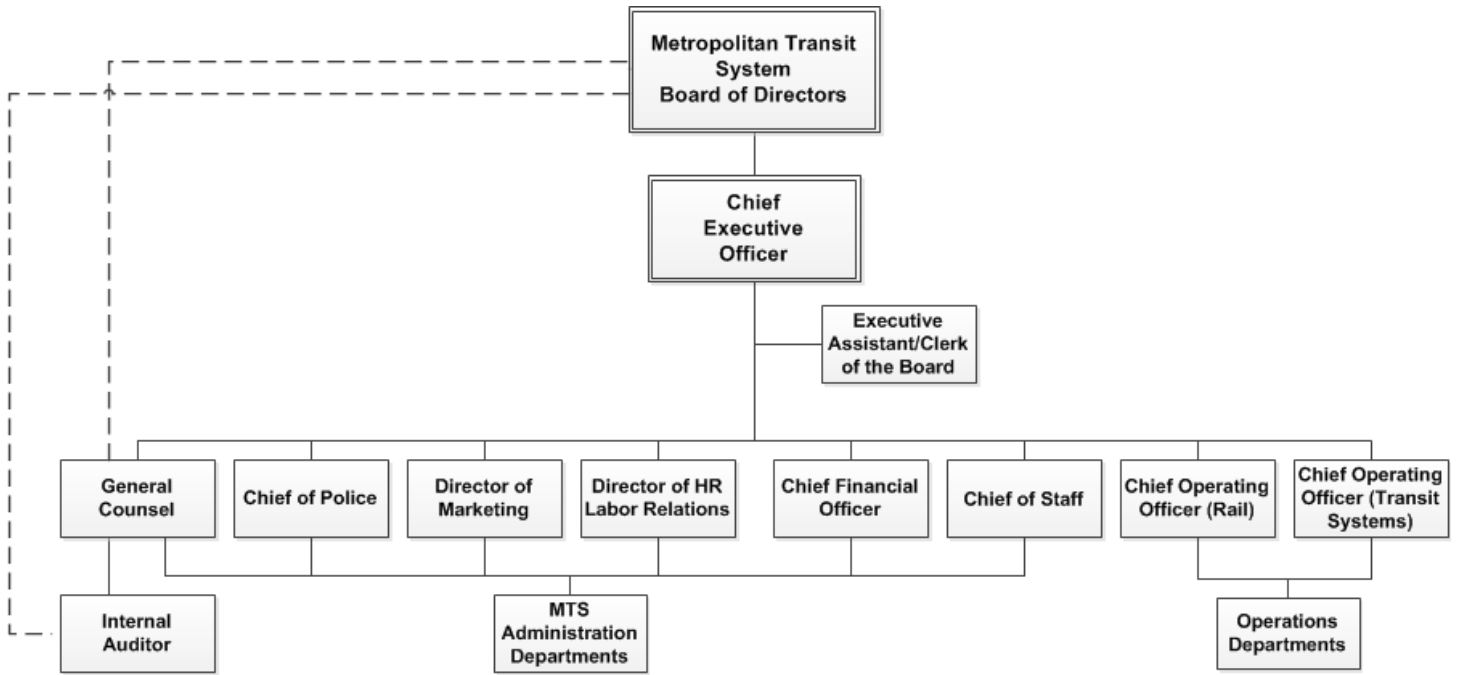 Metropolitan Transit
System
Board of Directors
Chief
Executive
Officer
Executive
Assistant/Clerk
of the Board
General
Counsel
Chief of Police
Director of
Marketing
Director of HR
Labor Relations
Chief Financial
Officer
Chief of Staff
Chief Operating
Officer (Rail)
Chief Operating
Officer (Transit
Systems)
Internal
Auditor
MTS
Administration
Departments
Operations
Departments